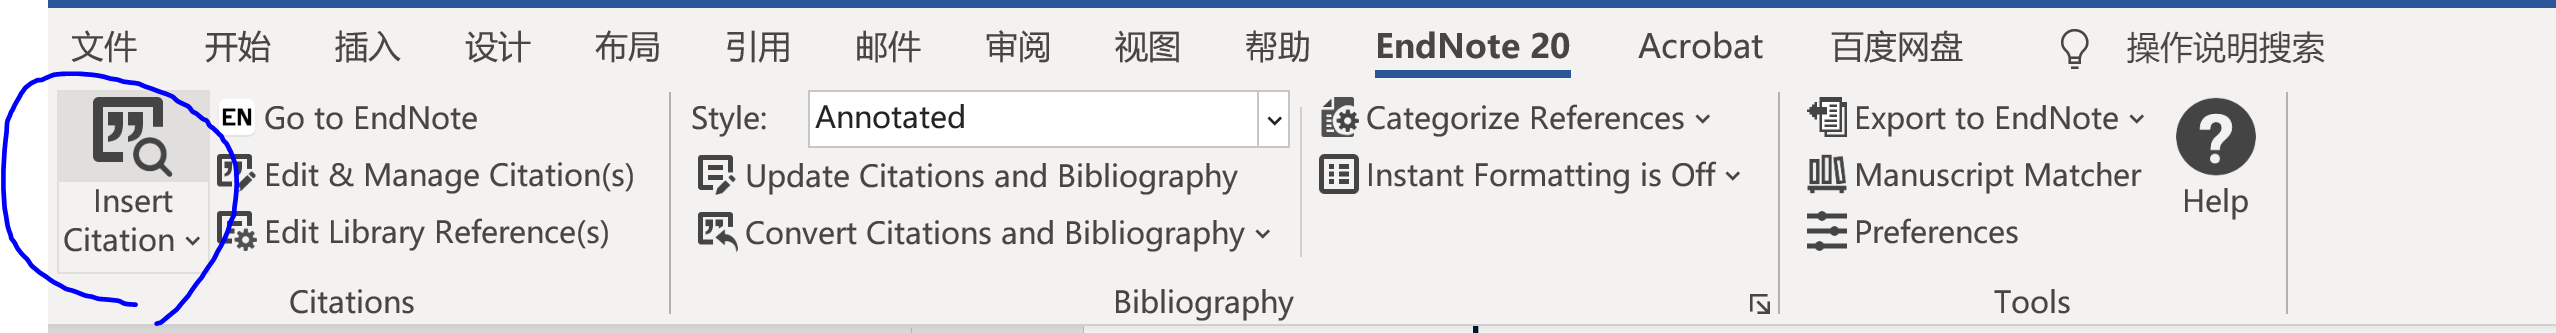 文件 开始 插入 设计 布局 引用 邮件 审阅 视图 帮助 EndNote 20 Acrobat 百度网盘 操作说明搜索
Insert
Citation
EN Go to EndNote
Edit & Manage Citation(s)
Edit Library Reference(s)
Citations
Style: Annotated
Update Citations and Bibliography
Convert Citations and Bibliography
Categorize References
Instant Formatting is Off
Bibliography
Export to EndNote
Manuscript Matcher
Preferences
Help
Tools